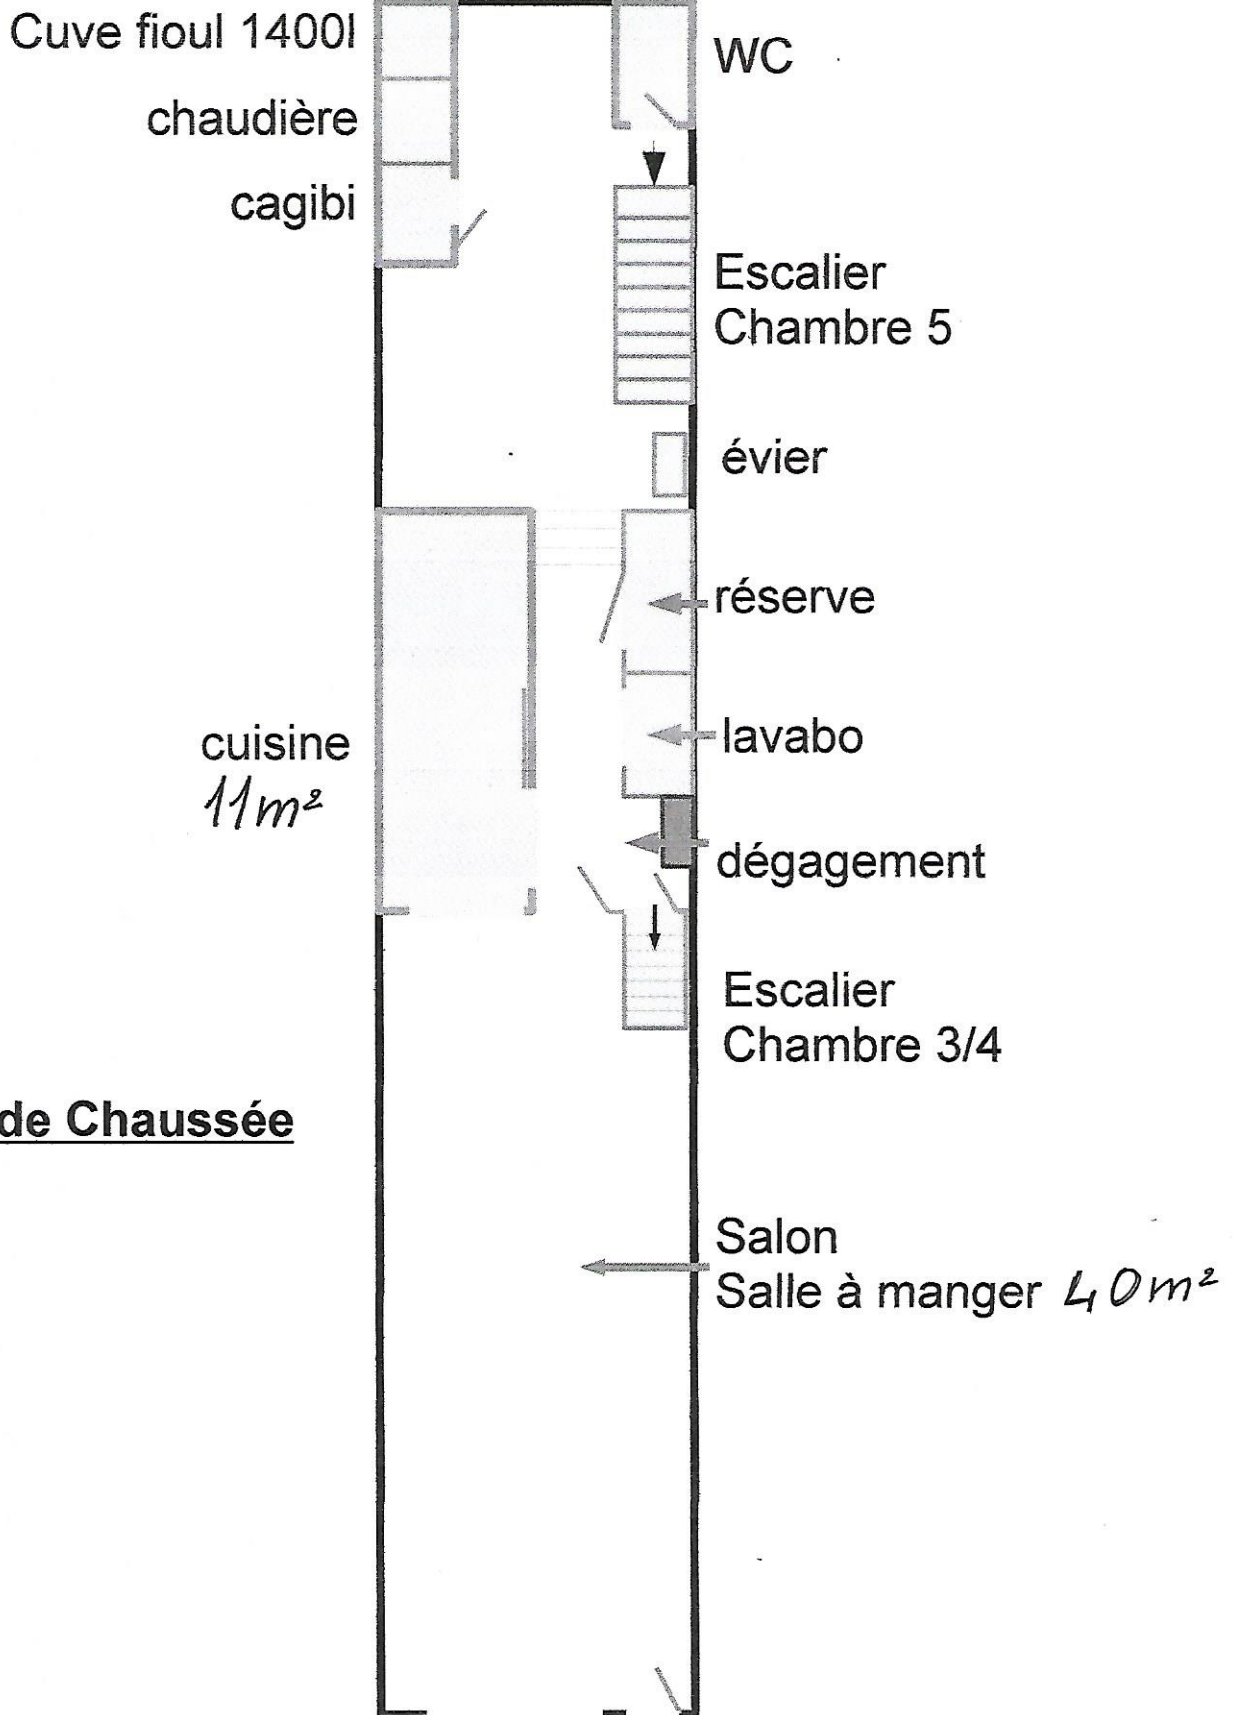 Cuve fioul 1400l
WC
chaudière
cagibi
Escalier
Chambre 5
évier
réserve
lavabo
cuisine
11m²
dégagement
Escalier
Chambre 3/4
de Chaussée
Salon
Salle à manger 40m²